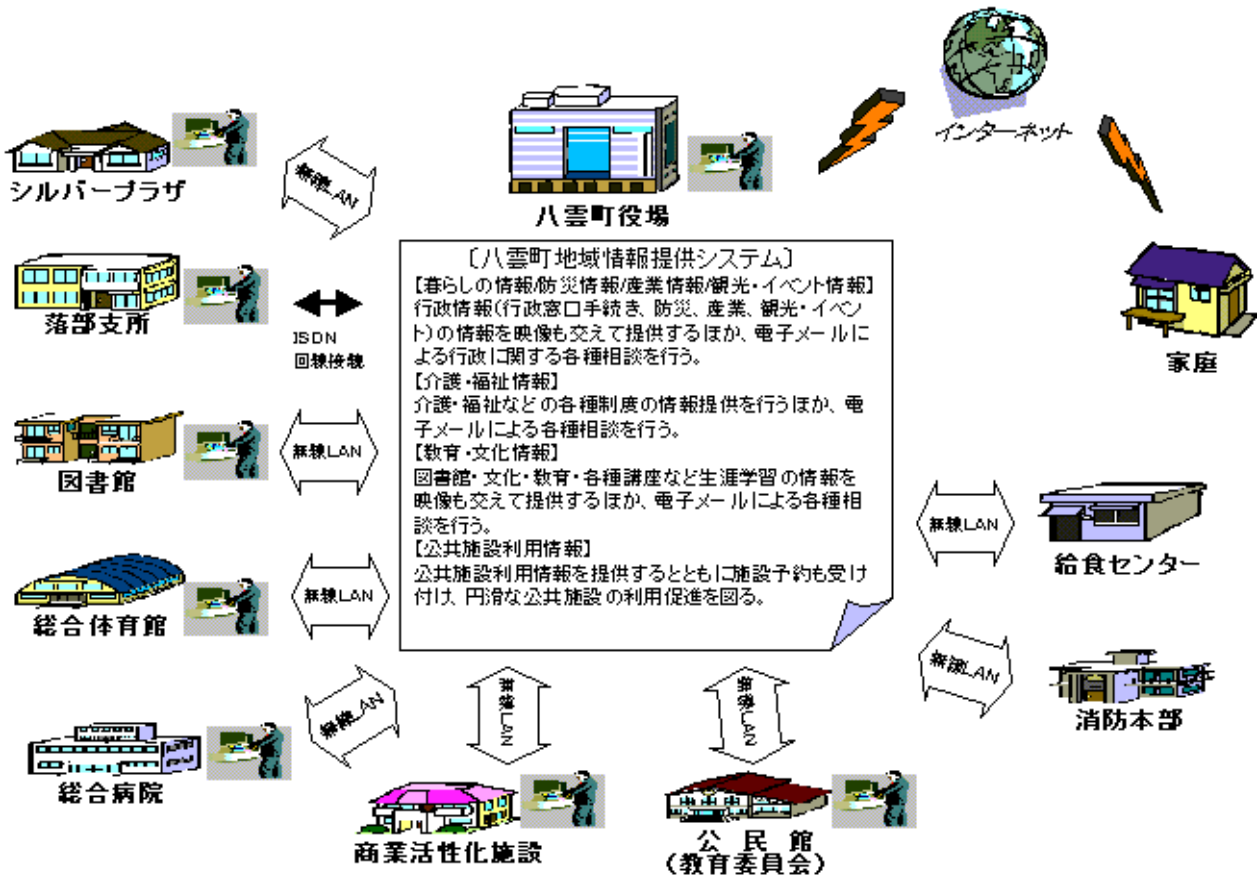 インターネット
シルバープラザ
無線LAN
八雲町役場
落部支所
ISDN
回線接続
家庭
〔八雲町地域情報提供システム〕
【暮らしの情報/防災情報/産業情報/観光・イベント情報】
行政情報(行政窓口手続き、防災、産業、観光・イベン
ト)の情報を映像も交えて提供するほか、電子メールに
よる行政に関する各種相談を行う。
【介護・福祉情報】
介護・福祉などの各種制度の情報提供を行うほか、電
子メールによる各種相談を行う。
【教育・文化情報】
図書館・文化・教育・各種講座など生涯学習の情報を
映像も交えて提供するほか、電子メールによる各種相
談を行う。
【公共施設利用情報】
公共施設利用情報を提供するとともに施設予約も受け
付け、円滑な公共施設の利用促進を図る。
図書館
無線LAN
総合体育館
無線LAN
無線LAN
給食センター
総合病院
無線LAN
無線LAN
無線LAN
無線LAN
消防本部
商業活性化施設
公民館
(教育委員会)